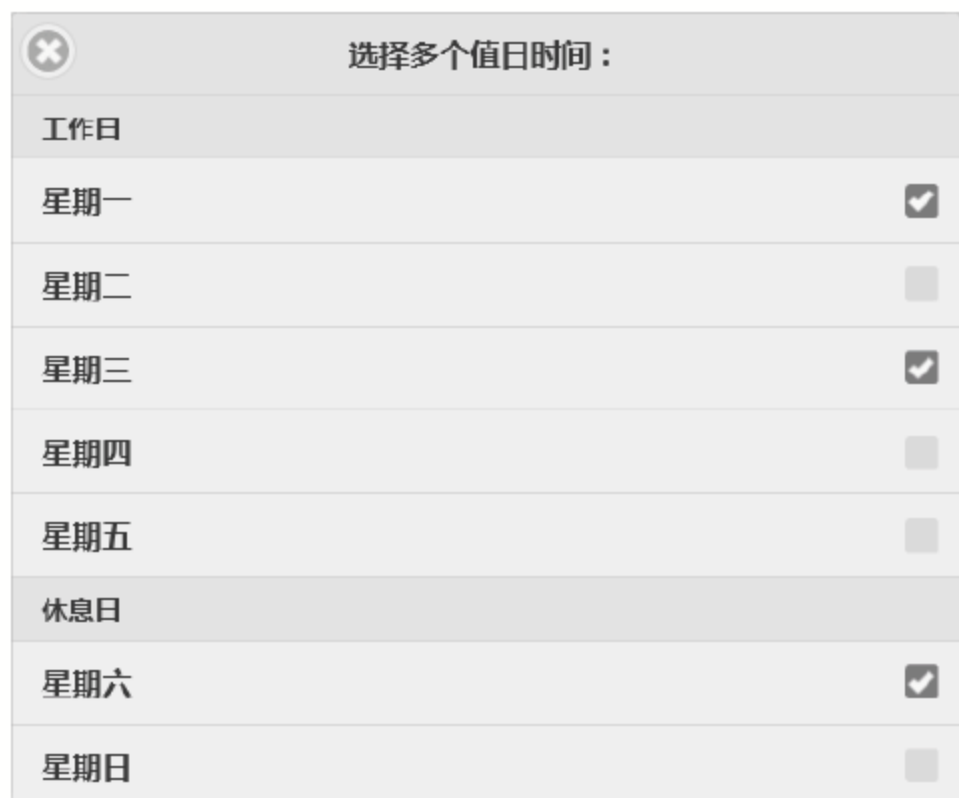 选择多个值日时间：
工作日
星期一
星期二
星期三
星期四
星期五
休息日
星期六
星期日